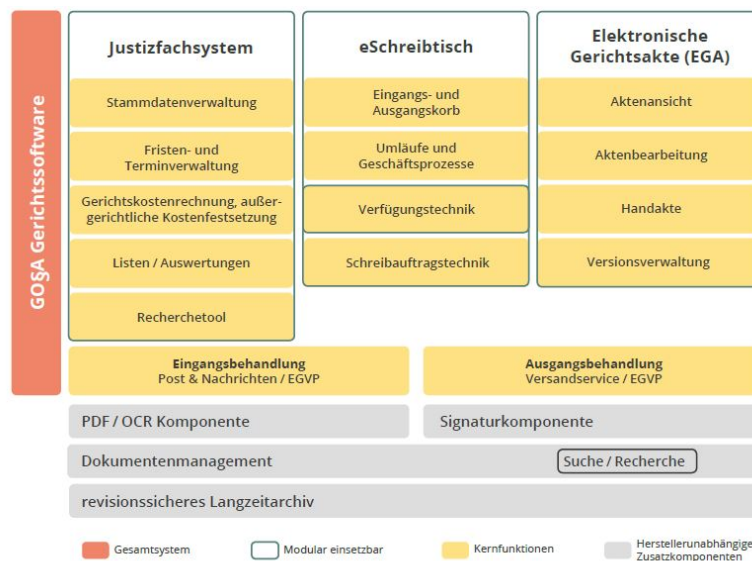 GO§A Gerichtssoftware
Justizfachsystem
Stammdatenverwaltung
Fristen- und
Terminverwaltung
Gerichtskostenrechnung, außer-
gerichtliche Kostenfestsetzung
Listen / Auswertungen
Recherchetool
eSchreibtisch
Eingangs- und
Ausgangskorb
Umläufe und
Geschäftsprozesse
Verfügungstechnik
Schreibauftragstechnik
Elektronische
Gerichtsakte (EGA)
Aktenansicht
Aktenbearbeitung
Handakte
Versionsverwaltung
Eingangsbehandlung
Post & Nachrichten / EGVP
Ausgangsbehandlung
Versandservice / EGVP
PDF / OCR Komponente
Signaturkomponente
Dokumentenmanagement
Suche / Recherche
revisionssicheres Langzeitarchiv
Gesamtsystem
Modular einsetzbar
Kernfunktionen
Herstellerunabhängige
Zusatzkomponenten